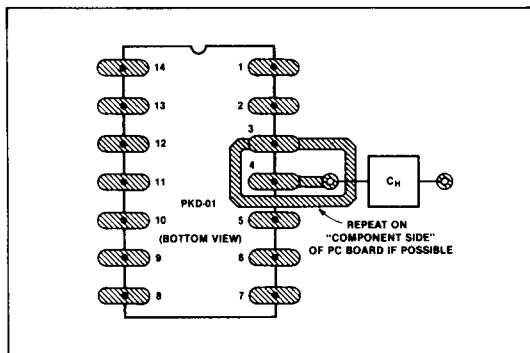 14
1
13
2
12
3
11
4
C_H
PKD-01
10
5
REPEAT ON
(BOTTOM VIEW)
"COMPONENT SIDE"
OF PC BOARD IF POSSIBLE
9
6
8
7